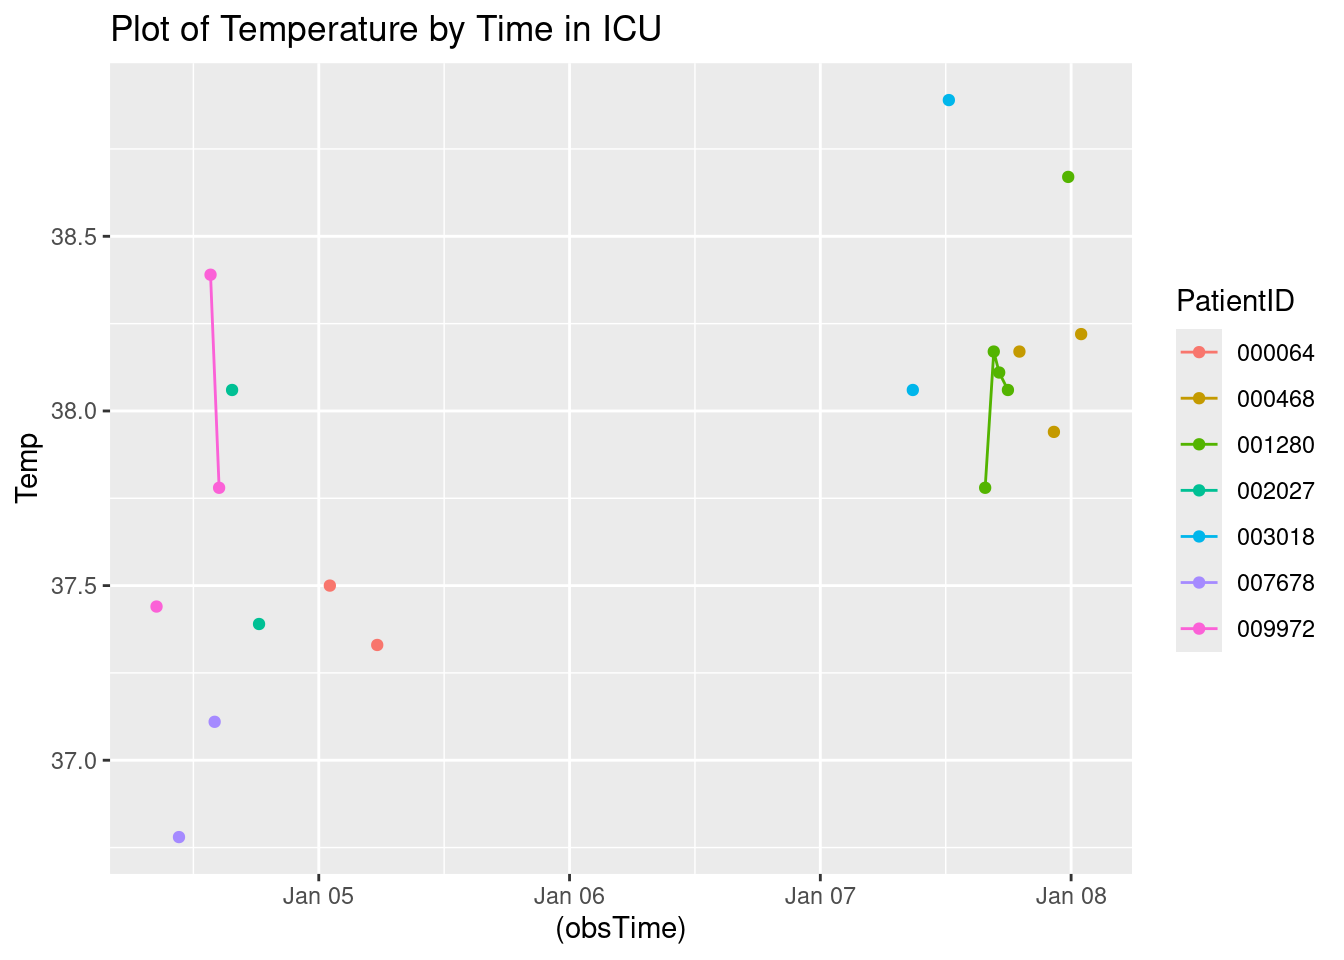 Plot of Temperature by Time in ICU
38.5
38.0
37.5
37.0
Temp
Jan 05
Jan 06
Jan 07
Jan 08
(obsTime)
PatientID
000064
000468
001280
002027
003018
007678
009972